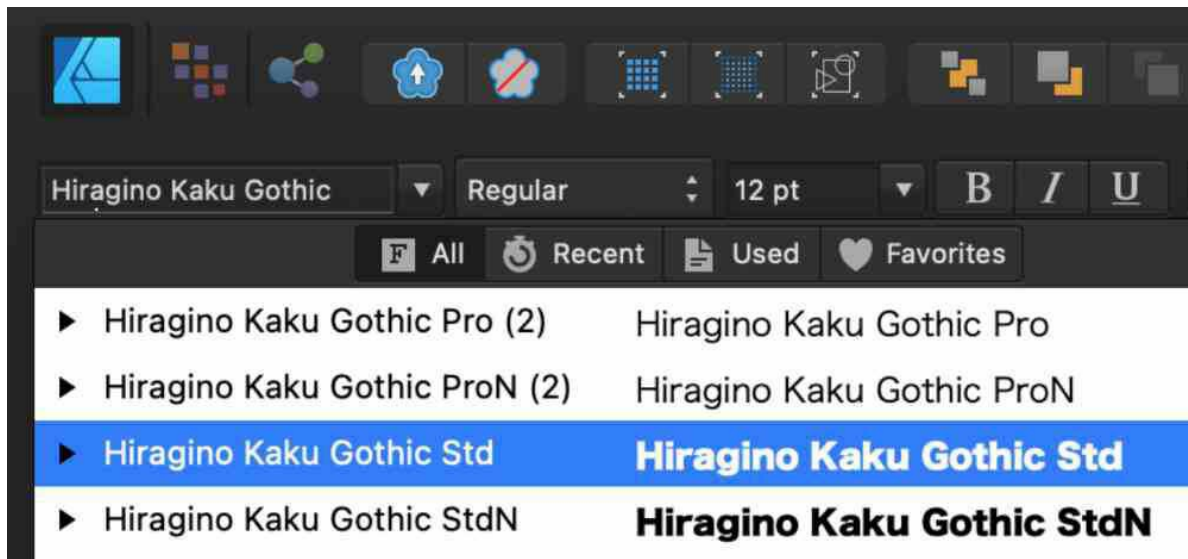 Hiragino Kaku Gothic Regular 12 pt B I U
F All Recent Used Favorites
Hiragino Kaku Gothic Pro (2) Hiragino Kaku Gothic Pro
Hiragino Kaku Gothic ProN (2) Hiragino Kaku Gothic ProN
Hiragino Kaku Gothic Std Hiragino Kaku Gothic Std
Hiragino Kaku Gothic StdN Hiragino Kaku Gothic StdN